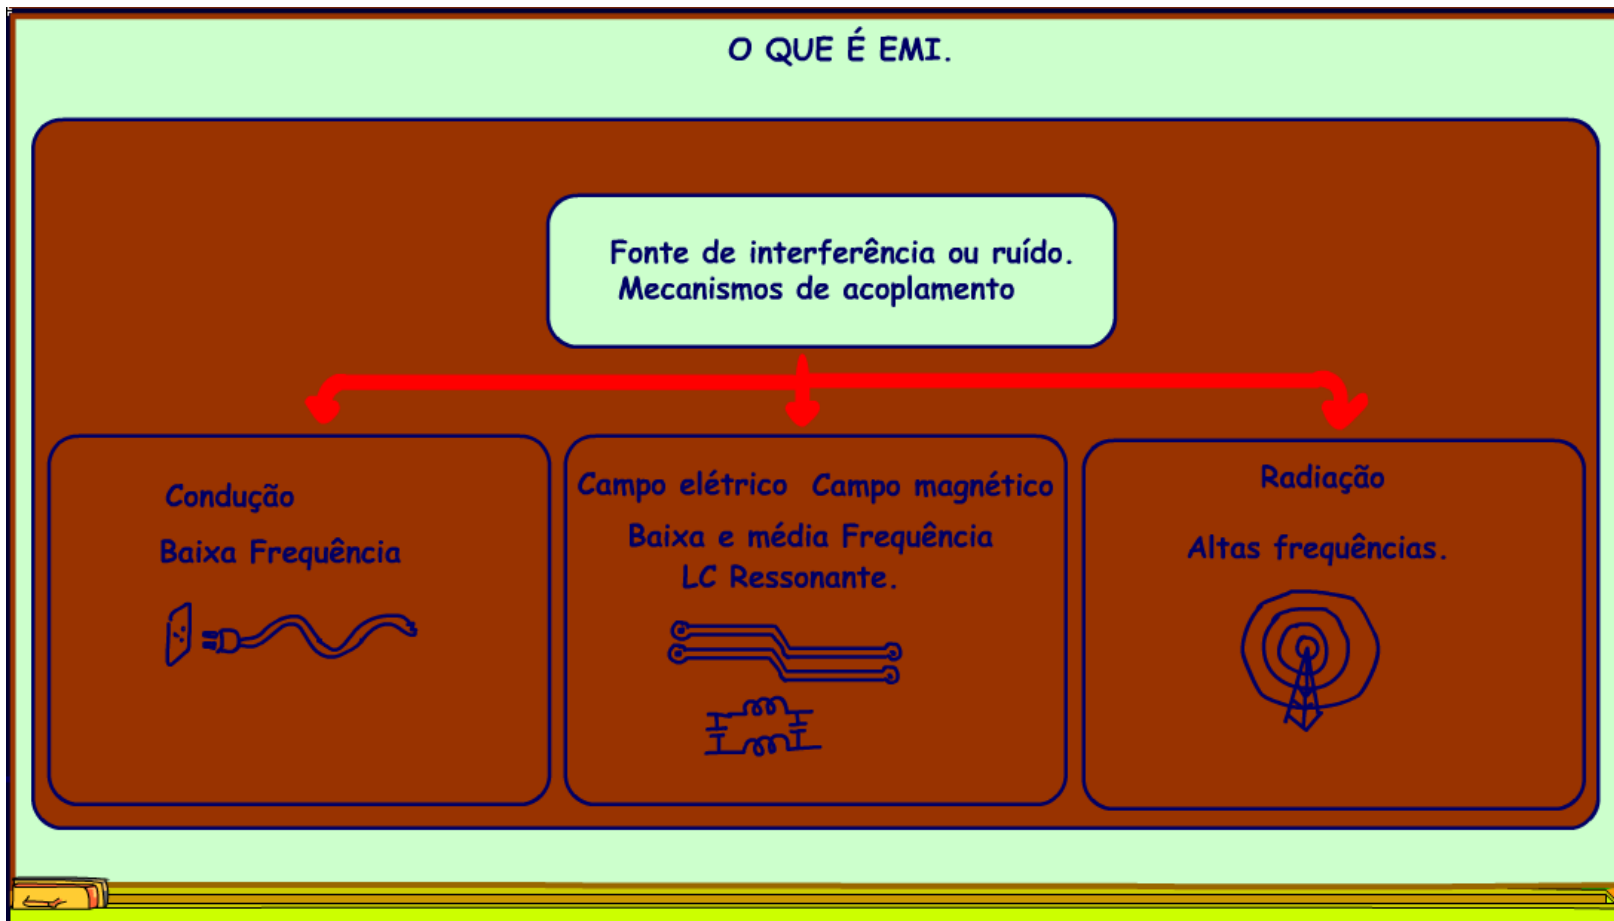 O QUE É EMI.
Fonte de interferência ou ruído.
Mecanismos de acoplamento
Condução
Baixa Frequência
Campo elétrico Campo magnético
Baixa e média Frequência
LC Ressonante.
Radiação
Altas frequências.